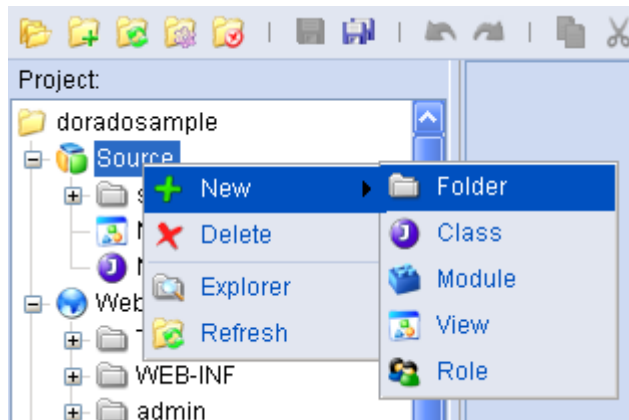 Project:
doradosample
Source
New
Delete
Explorer
Refresh
Folder
Class
Module
View
Role
WEB-INF
admin